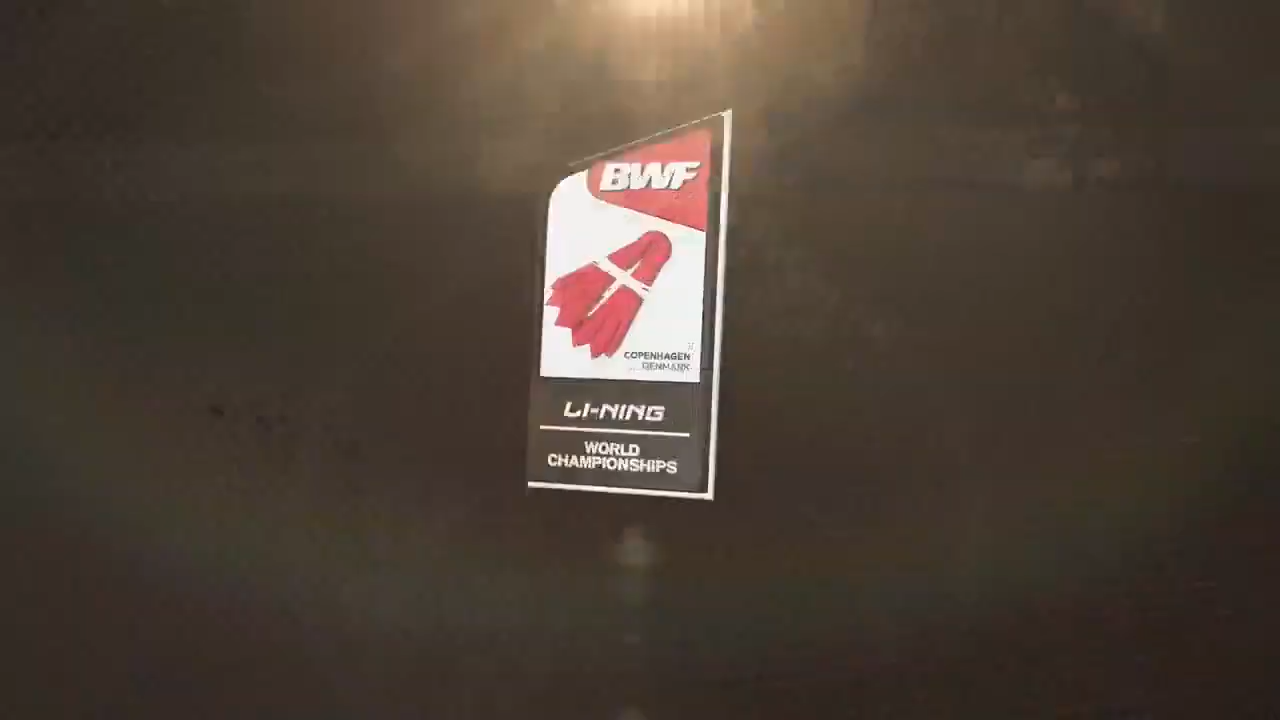 BWF
COPENHAGEN
DENMARK
LI-NING
WORLD
CHAMPIONSHIPS